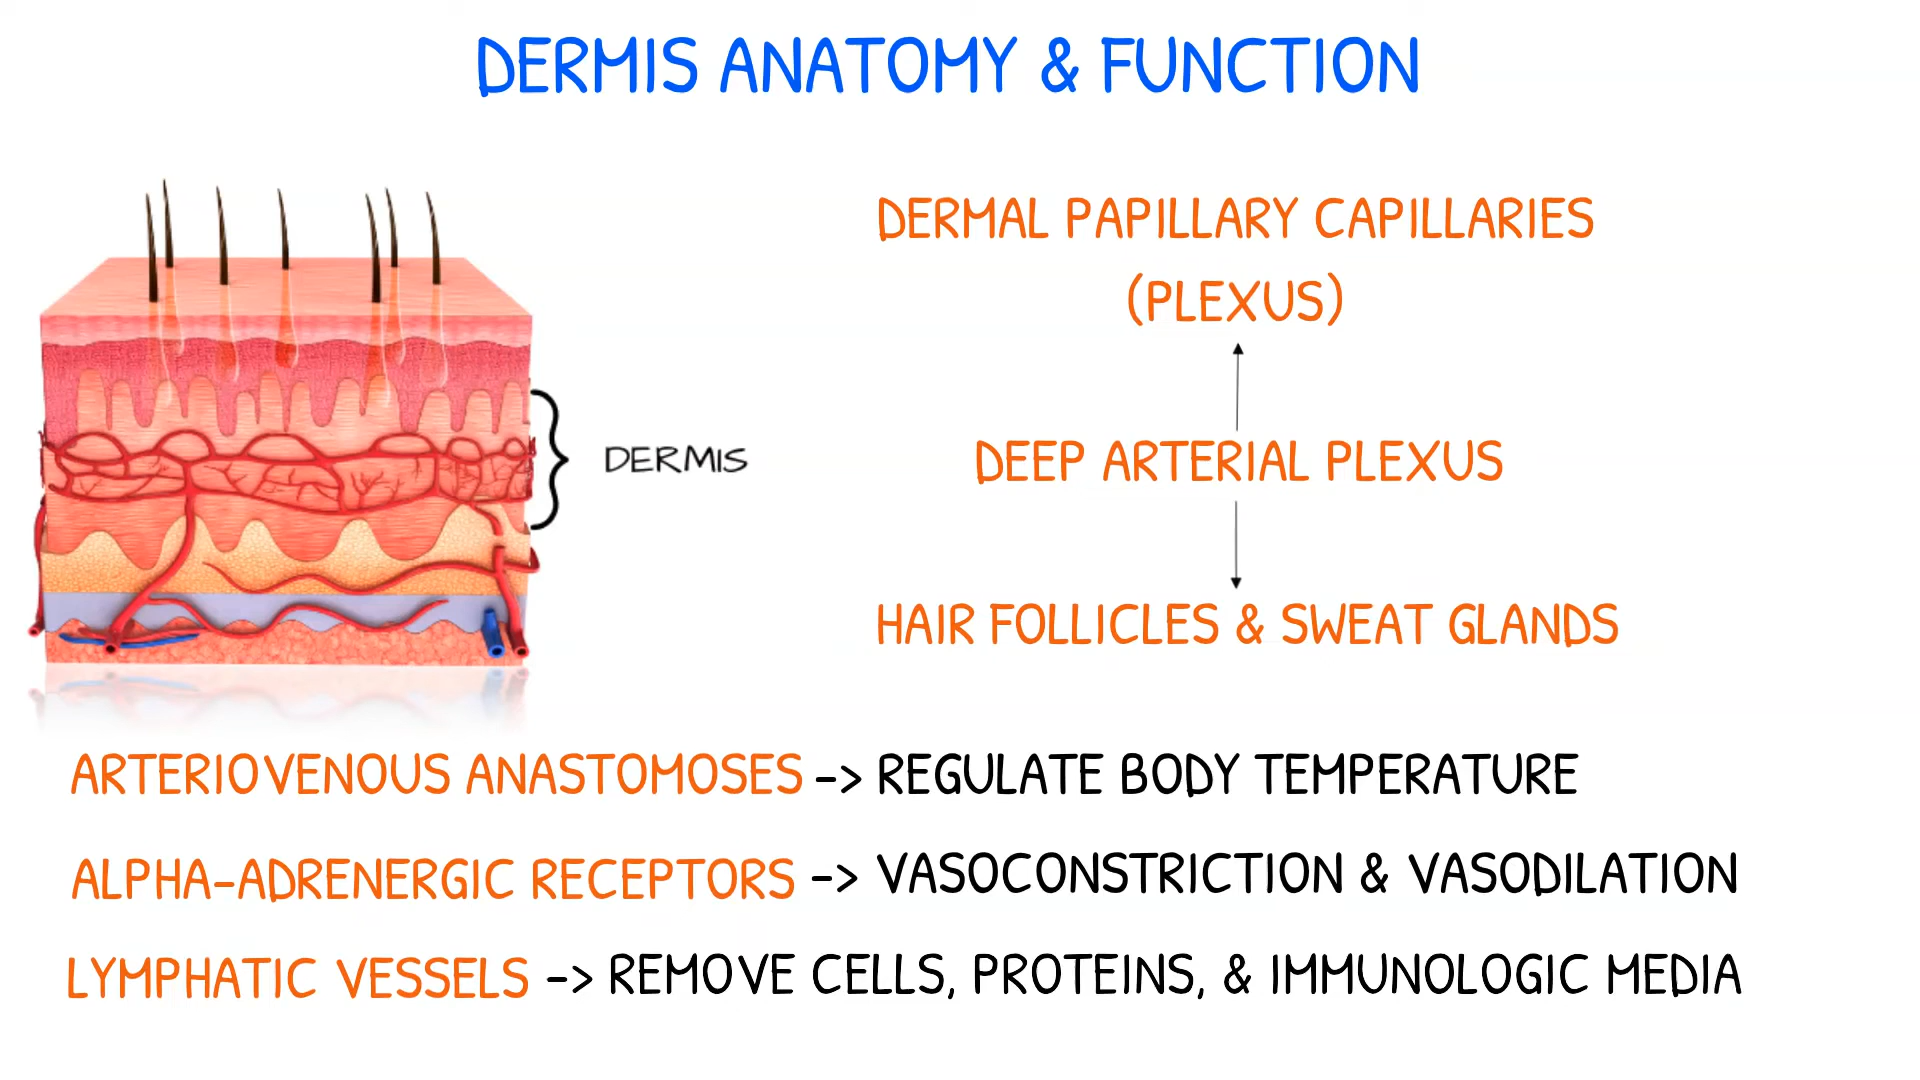 DERMIS ANATOMY & FUNCTION
DERMAL PAPILLARY CAPILLARIES
(PLEXUS)
DERMIS
DEEP ARTERIAL PLEXUS
HAIR FOLLICLES & SWEAT GLANDS
ARTERIOVENOUS ANASTOMOSES -> REGULATE BODY TEMPERATURE
ALPHA-ADRENERGIC RECEPTORS -> VASOCONSTRICTION & VASODILATION
LYMPHATIC VESSELS -> REMOVE CELLS, PROTEINS, & IMMUNOLOGIC MEDIA